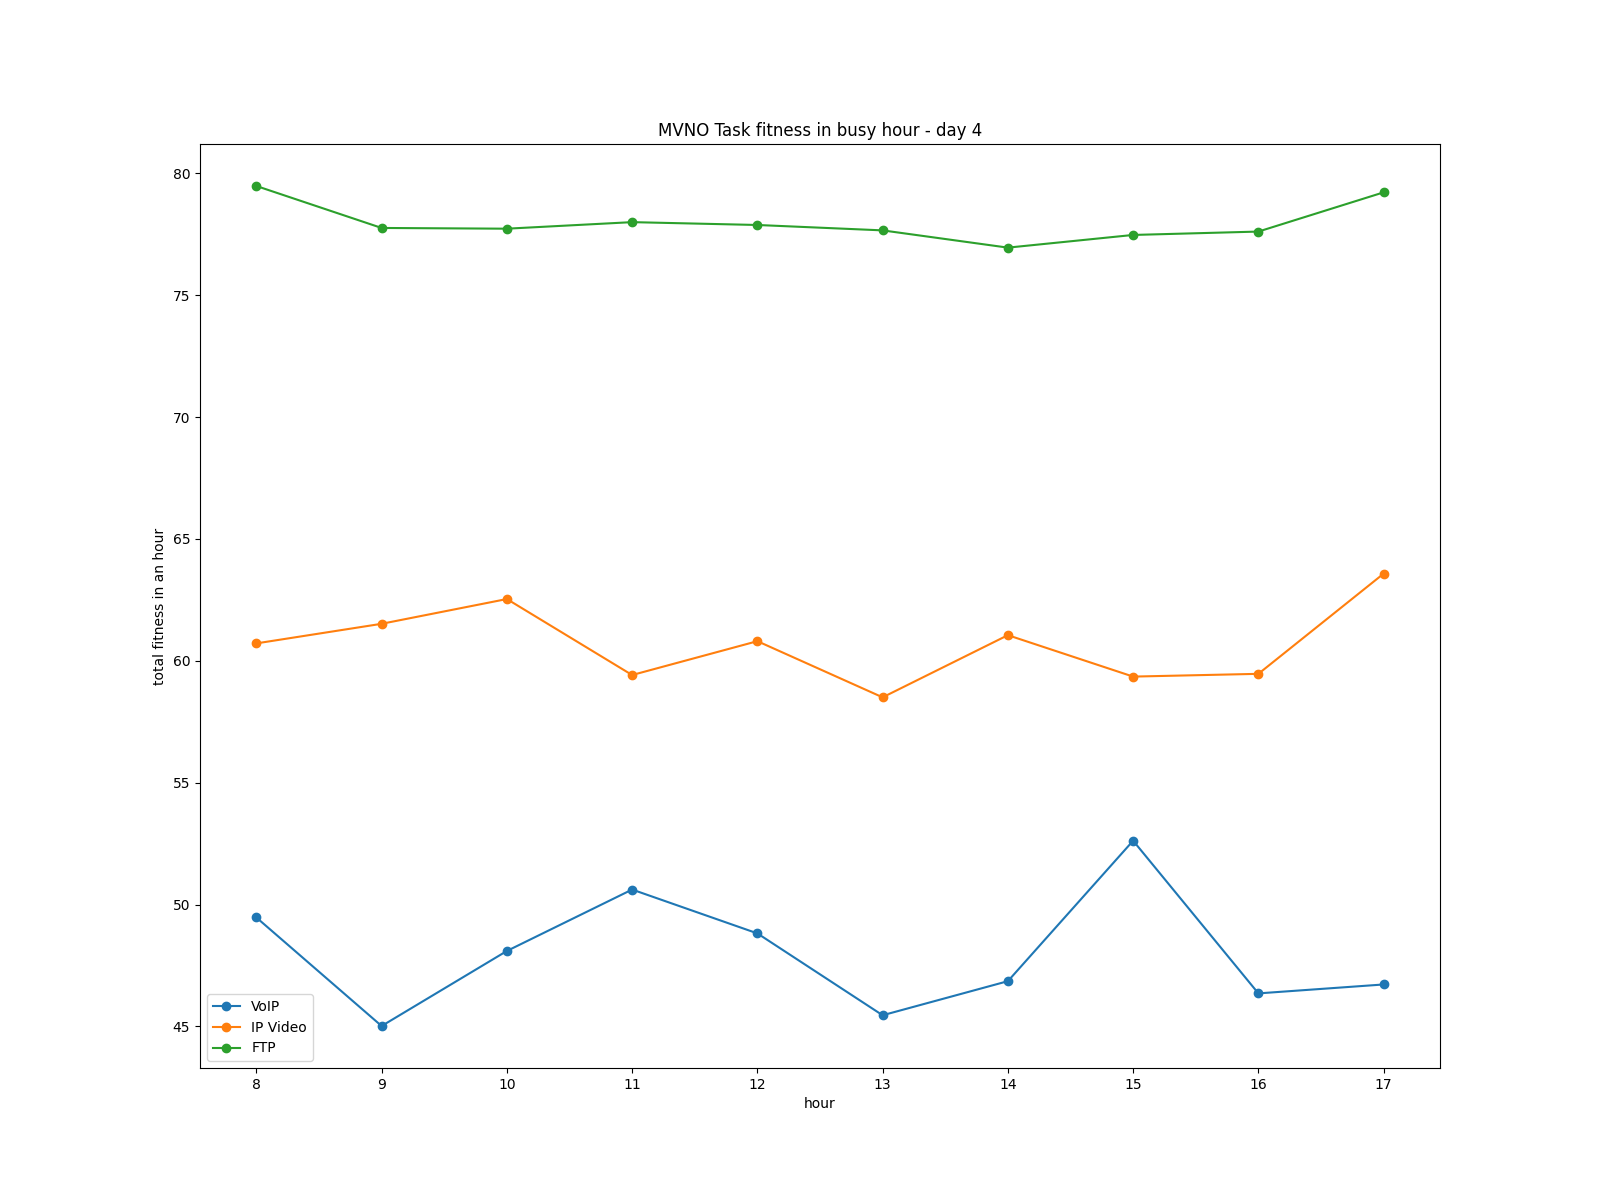 MVNO Task fitness in busy hour - day 4
total fitness in an hour
80
75
70
65
60
55
50
45
VoIP
IP Video
FTP
8 9 10 11 12 13 14 15 16 17
hour